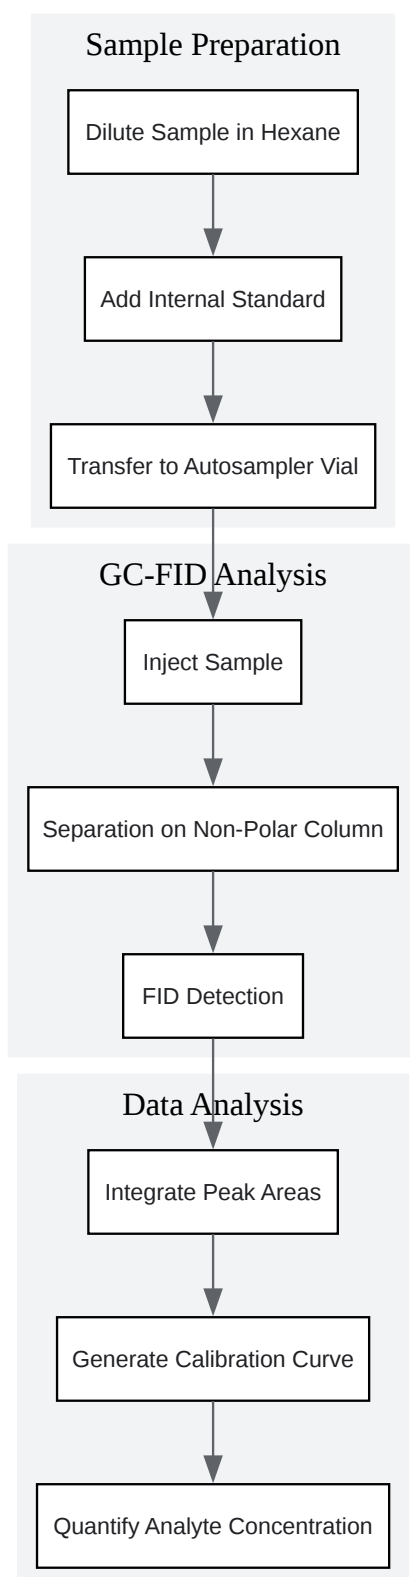 Sample Preparation
Dilute Sample in Hexane
Add Internal Standard
Transfer to Autosampler Vial
GC-FID Analysis
Inject Sample
Separation on Non-Polar Column
FID Detection
Data Analysis
Integrate Peak Areas
Generate Calibration Curve
Quantify Analyte Concentration